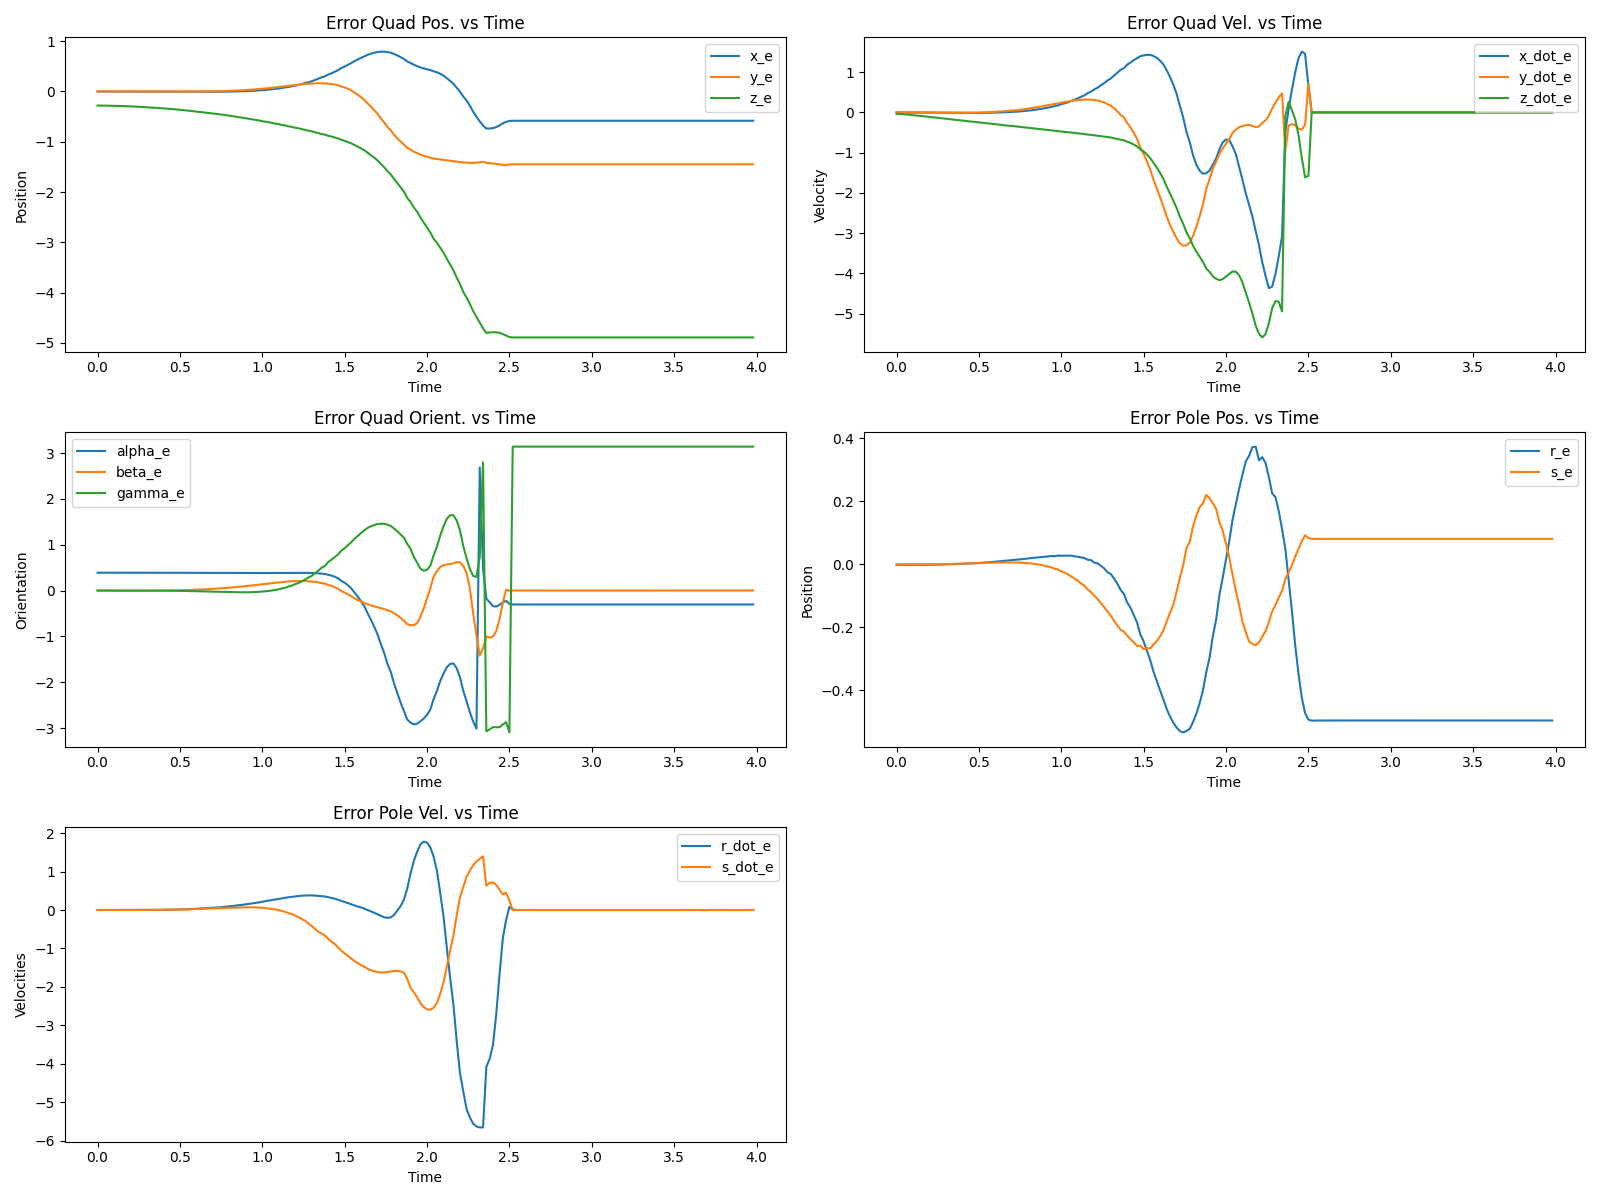 Error Quad Pos. vs Time
1
0
−1
−2
−3
−4
−5
Position
x_e
y_e
z_e
0.0 0.5 1.0 1.5 2.0 2.5 3.0 3.5 4.0
Time
Error Quad Vel. vs Time
1
0
−1
−2
−3
−4
−5
Velocity
x_dot_e
y_dot_e
z_dot_e
0.0 0.5 1.0 1.5 2.0 2.5 3.0 3.5 4.0
Time
Error Quad Orient. vs Time
3
2
1
0
−1
−2
−3
Orientation
alpha_e
beta_e
gamma_e
0.0 0.5 1.0 1.5 2.0 2.5 3.0 3.5 4.0
Time
Error Pole Pos. vs Time
0.4
0.2
0.0
−0.2
−0.4
Position
r_e
s_e
0.0 0.5 1.0 1.5 2.0 2.5 3.0 3.5 4.0
Time
Error Pole Vel. vs Time
2
1
0
−1
−2
−3
−4
−5
−6
Velocities
r_dot_e
s_dot_e
0.0 0.5 1.0 1.5 2.0 2.5 3.0 3.5 4.0
Time